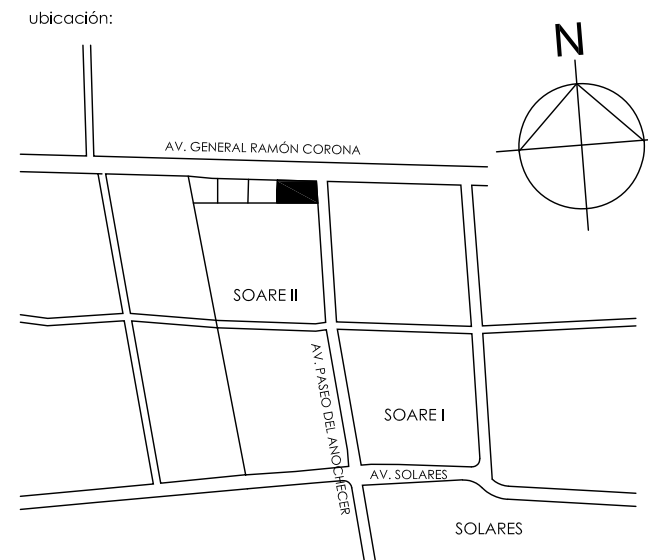 ubicación:
N
AV. GENERAL RAMÓN CORONA
SOARE II
AV. PASEO DEL ANOCHECER
SOARE I
AV. SOLARES
SOLARES